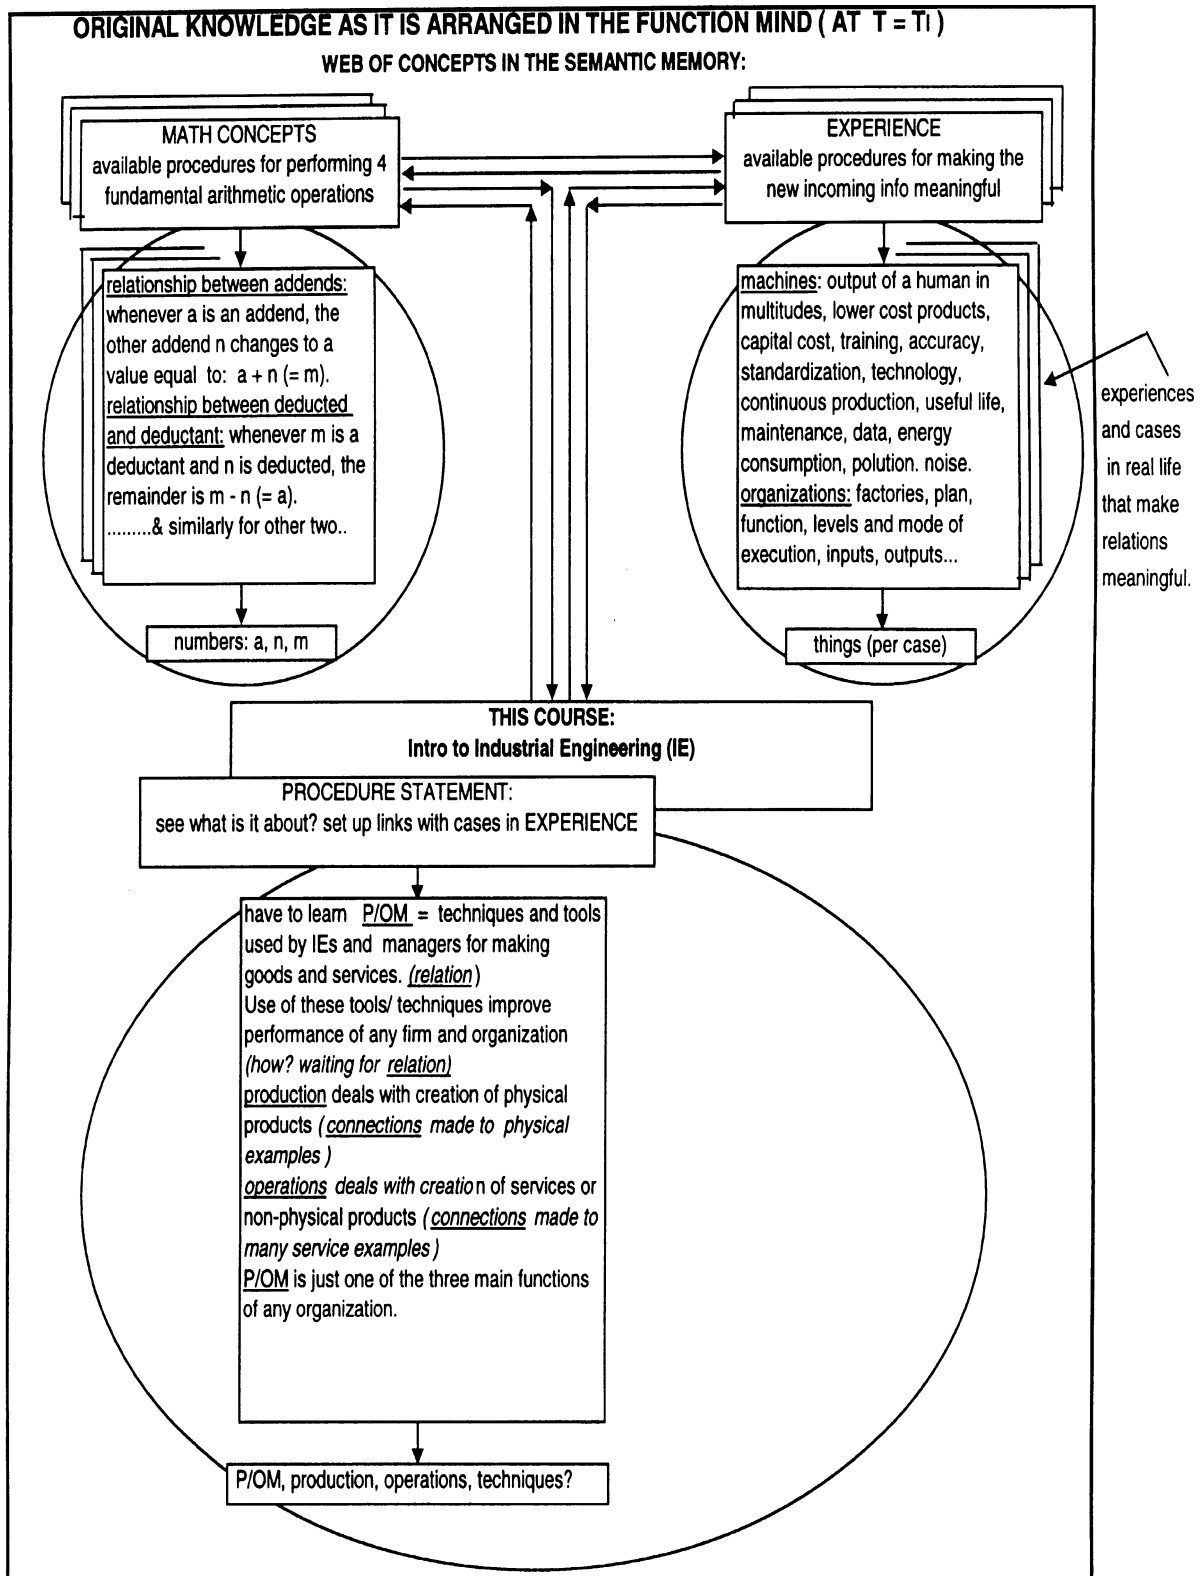 ORIGINAL KNOWLEDGE AS IT IS ARRANGED IN THE FUNCTION MIND ( AT T = TI )
WEB OF CONCEPTS IN THE SEMANTIC MEMORY:
MATH CONCEPTS
available procedures for performing 4
fundamental arithmetic operations
EXPERIENCE
available procedures for making the
new incoming info meaningful
relationship between addends:
whenever a is an addend, the
other addend n changes to a
value equal to: a + n (= m).
relationship between deducted
and deductant: whenever m is a
deductant and n is deducted, the
remainder is m - n (= a).
.........& similarly for other two..
numbers: a, n, m
machines: output of a human in
multitudes, lower cost products,
capital cost, training, accuracy,
standardization, technology,
continuous production, useful life,
maintenance, data, energy
consumption, polution. noise.
organizations: factories, plan,
function, levels and mode of
execution, inputs, outputs...
things (per case)
experiences
and cases
in real life
that make
relations
meaningful.
THIS COURSE:
Intro to Industrial Engineering (IE)
PROCEDURE STATEMENT:
see what is it about? set up links with cases in EXPERIENCE
have to learn P/OM = techniques and tools
used by IEs and managers for making
goods and services. (relation)
Use of these tools/ techniques improve
performance of any firm and organization
(how? waiting for relation)
production deals with creation of physical
products (connections made to physical
examples )
operations deals with creation of services or
non-physical products (connections made to
many service examples )
P/OM is just one of the three main functions
of any organization.
P/OM, production, operations, techniques?